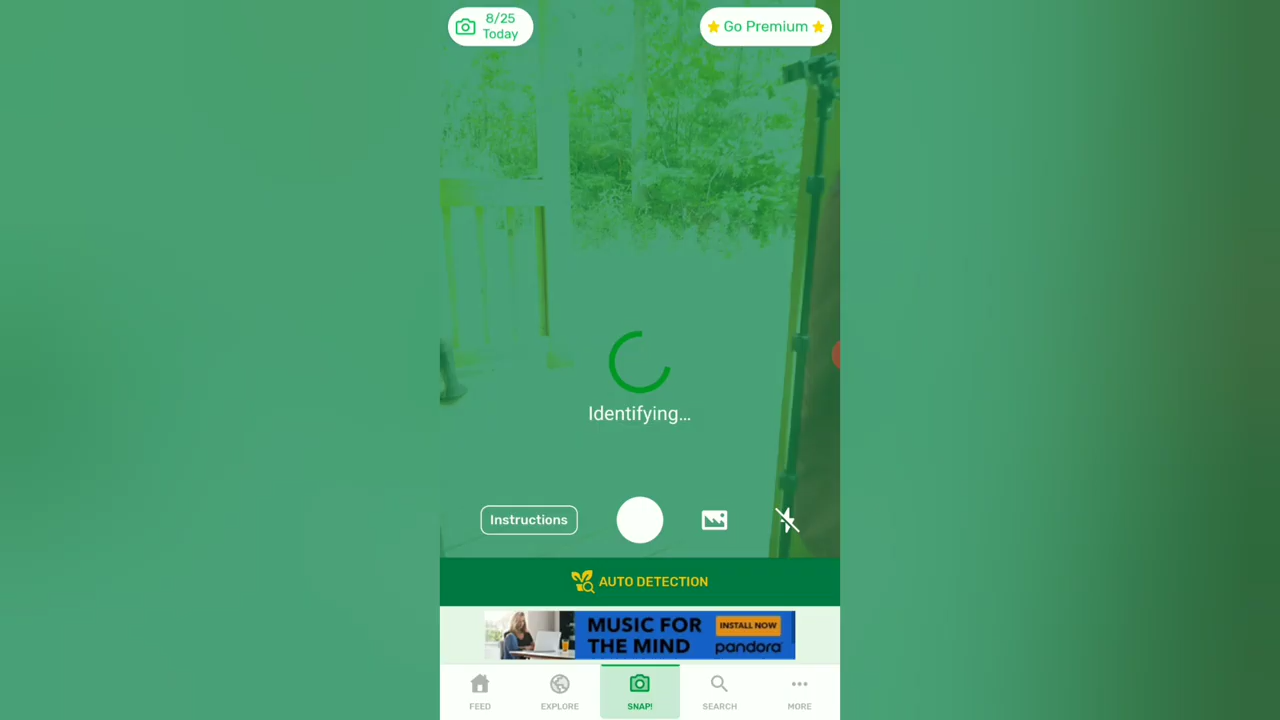 8/25
Today
Go Premium
Identifying...
Instructions
AUTO DETECTION
MUSIC FOR
THE MIND
INSTALL NOW
pandora
FEED
EXPLORE
SNAP!
SEARCH
MORE